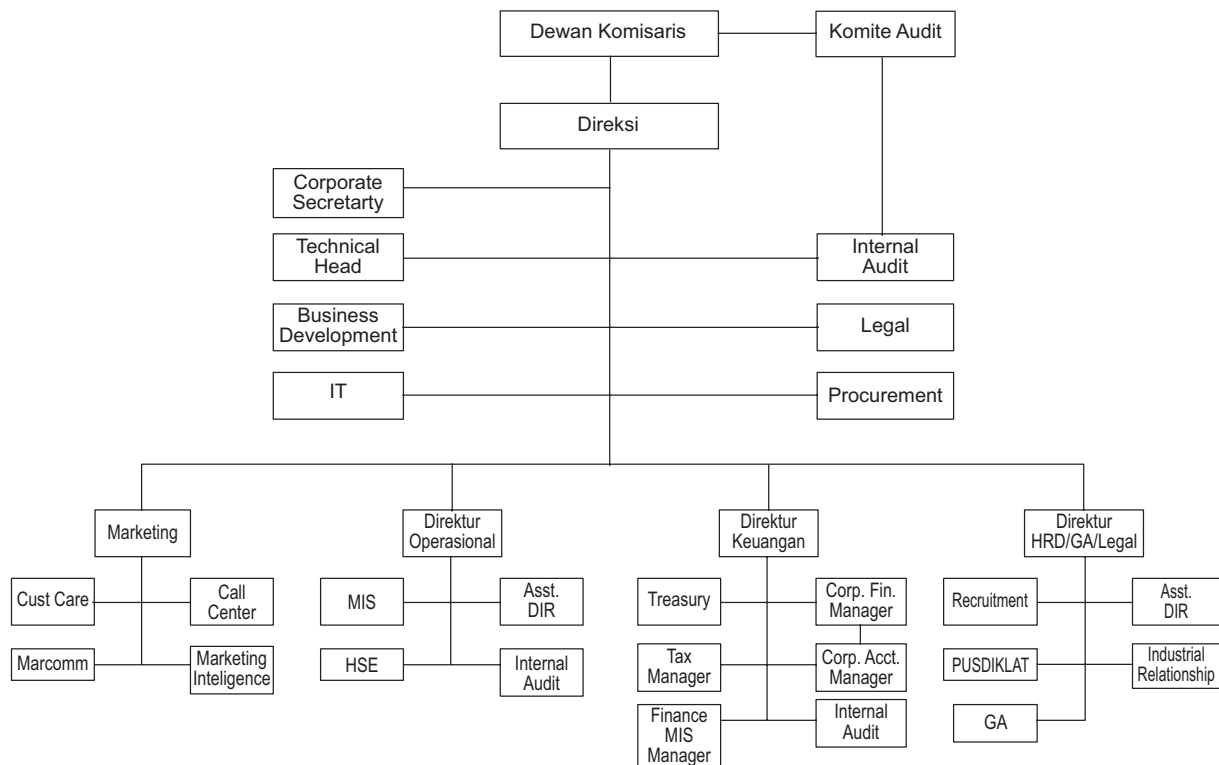 Dewan Komisaris
Komite Audit
Direksi
Corporate
Secretarty
Technical
Head
Internal
Audit
Business
Development
Legal
IT
Procurement
Marketing
Direktur
Operasional
Direktur
Keuangan
Direktur
HRD/GA/Legal
Cust Care
Call
Center
MIS
Asst.
DIR
Treasury
Corp. Fin.
Manager
Recruitment
Asst.
DIR
Marcomm
Marketing
Inteligence
HSE
Internal
Audit
Tax
Manager
Corp. Acct.
Manager
PUSDIKLAT
Industrial
Relationship
Finance
MIS
Manager
Internal
Audit
GA